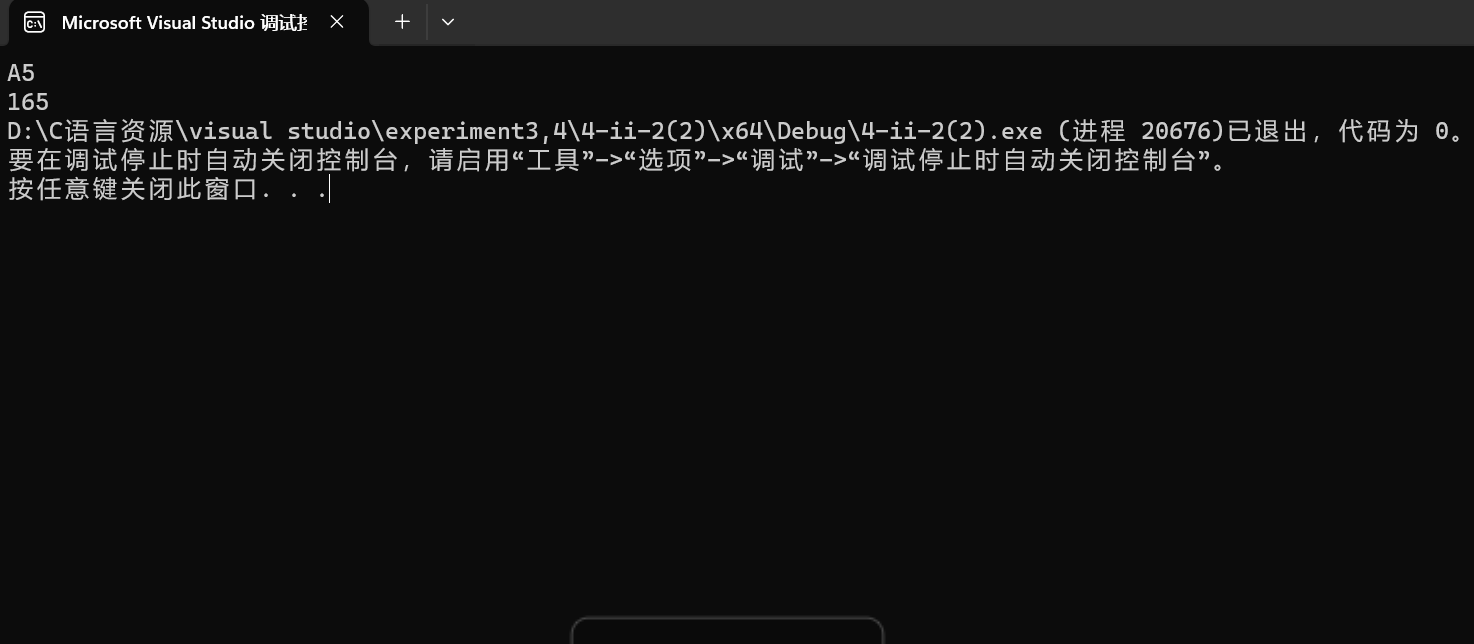 Microsoft Visual Studio 调试
A5
165
D:\C语言资源\visual studio\experiment3,4\4-ii-2(2)\x64\Debug\4-ii-2(2).exe (进程 20676)已退出，代码为 0。
要在调试停止时自动关闭控制台，请启用“工具”->“选项”->“调试”->“调试停止时自动关闭控制台”。
按任意键关闭此窗口. . .